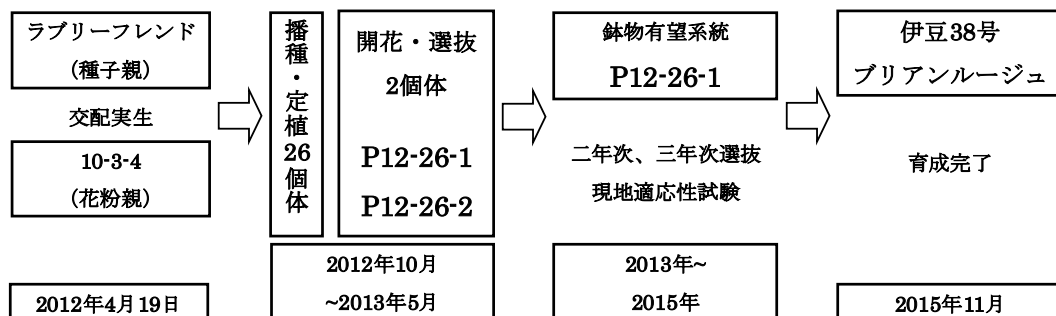 ラブリーフレンド
(種子親)
交配実生
10-3-4
(花粉親)
2012年4月19日
播種・定植26個体
開花・選抜
2個体
P12-26-1
P12-26-2
2012年10月
~2013年5月
鉢物有望系統
P12-26-1
二年次、三年次選抜
現地適応性試験
2013年~
2015年
伊豆38号
ブリアンルージュ
育成完了
2015年11月